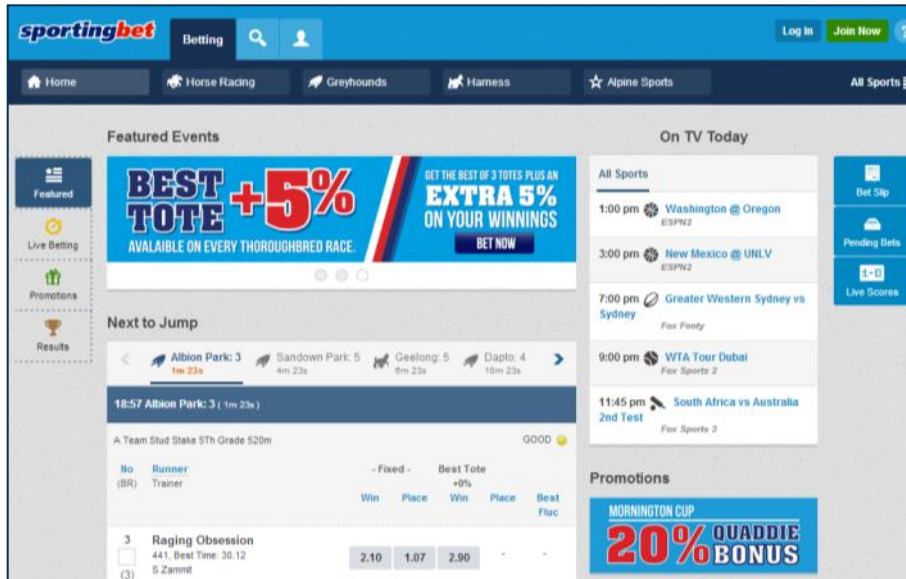 sportingbet
Betting
Log In
Join Now
?
Home
Horse Racing
Greyhounds
Harness
Alpine Sports
All Sports
Featured
Live Betting
Promotions
Results
Featured Events
BEST TOTE +5%
AVALAIBLE ON EVERY THOROUGHBRED RACE.
GET THE BEST OF 3 TOTES PLUS AN
EXTRA 5%
ON YOUR WINNINGS
BET NOW
Next to Jump
Albion Park: 3
1m 23s
Sandown Park: 5
4m 23s
Geelong: 5
6m 23s
Dapto: 4
10m 23s
18:57 Albion Park: 3 ( 1m 23s )
A Team Stud Stake 5Th Grade 520m
GOOD
No Runner - Fixed - Best Tote
(BR) Trainer +0%
Win Place Win Place Best
Fluc
3 Raging Obsession
441, Best Time: 30.12 2.10 1.07 2.90 - -
(3) S Zammit
On TV Today
All Sports
1:00 pm Washington @ Oregon
ESPN2
3:00 pm New Mexico @ UNLV
ESPN2
7:00 pm Greater Western Sydney vs
Sydney
Fox Footy
9:00 pm WTA Tour Dubai
Fox Sports 2
11:45 pm South Africa vs Australia
2nd Test
Fox Sports 3
Promotions
MORNINGTON CUP
20% QUADDIE
BONUS
Bet Slip
Pending Bets
1-0
Live Scores